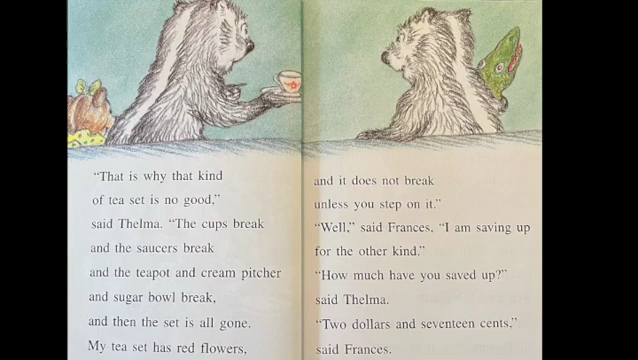 “That is why that kind
of tea set is no good,”
said Thelma. “The cups break
and the saucers break
and the teapot and cream pitcher
and sugar bowl break,
and then the set is all gone.
My tea set has red flowers,
and it does not break
unless you step on it.”
“Well,” said Frances, “I am saving up
for the other kind.”
“How much have you saved up?”
said Thelma.
“Two dollars and seventeen cents,”
said Frances.